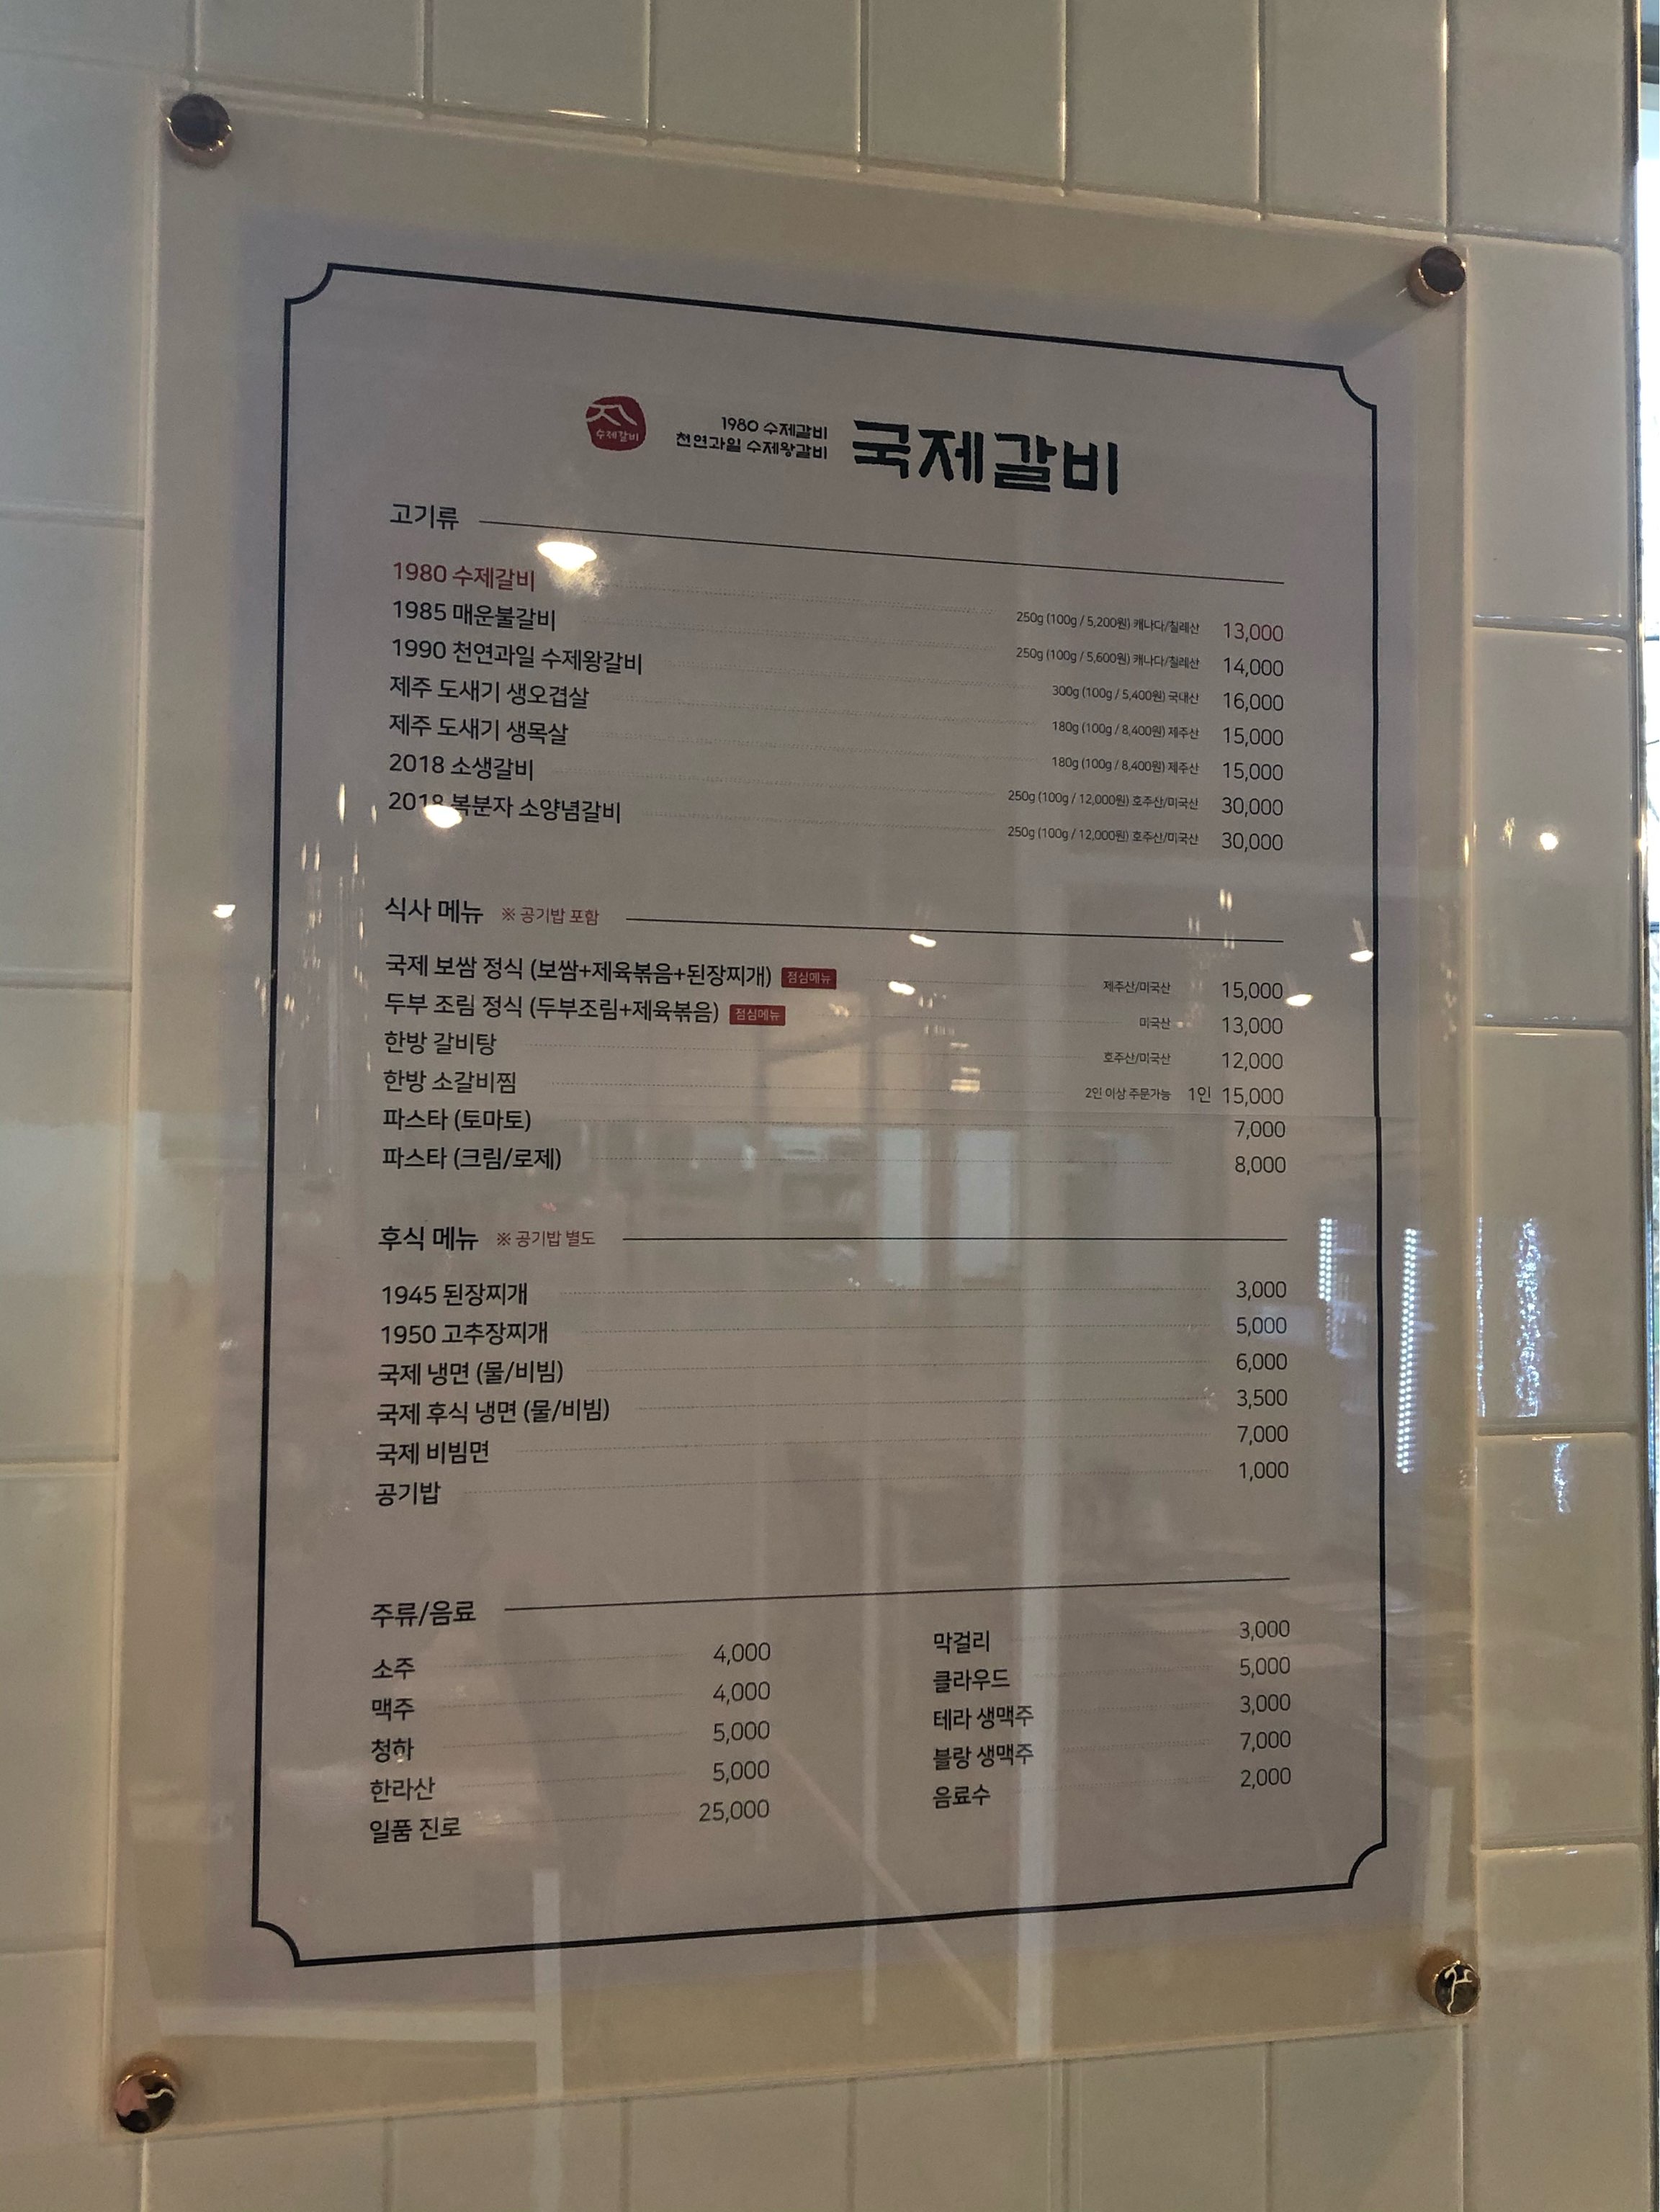 수제갈비
1980 수제갈비
천연과일 수제왕갈비
국제갈비
고기류
1980 수제갈비 250g (100g / 5,200원) 캐나다/칠레산 13,000
1985 매운불갈비 250g (100g / 5,600원) 캐나다/칠레산 14,000
1990 천연과일 수제왕갈비 300g (100g / 5,400원) 국내산 16,000
제주 도새기 생오겹살 180g (100g / 8,400원) 제주산 15,000
제주 도새기 생목살 180g (100g / 8,400원) 제주산 15,000
2018 소생갈비 250g (100g / 12,000원) 호주산/미국산 30,000
2018 복분자 소양념갈비 250g (100g / 12,000원) 호주산/미국산 30,000
식사 메뉴 ※ 공기밥 포함
국제 보쌈 정식 (보쌈+제육볶음+된장찌개) 점심메뉴 제주산/미국산 15,000
두부 조림 정식 (두부조림+제육볶음) 점심메뉴 미국산 13,000
한방 갈비탕 호주산/미국산 12,000
한방 소갈비찜 2인 이상 주문가능 1인 15,000
파스타 (토마토) 7,000
파스타 (크림/로제) 8,000
후식 메뉴 ※ 공기밥 별도
1945 된장찌개 3,000
1950 고추장찌개 5,000
국제 냉면 (물/비빔) 6,000
국제 후식 냉면 (물/비빔) 3,500
국제 비빔면 7,000
공기밥 1,000
주류/음료
소주 4,000
맥주 4,000
청하 5,000
한라산 5,000
일품 진로 25,000
막걸리 3,000
클라우드 5,000
테라 생맥주 3,000
블랑 생맥주 7,000
음료수 2,000